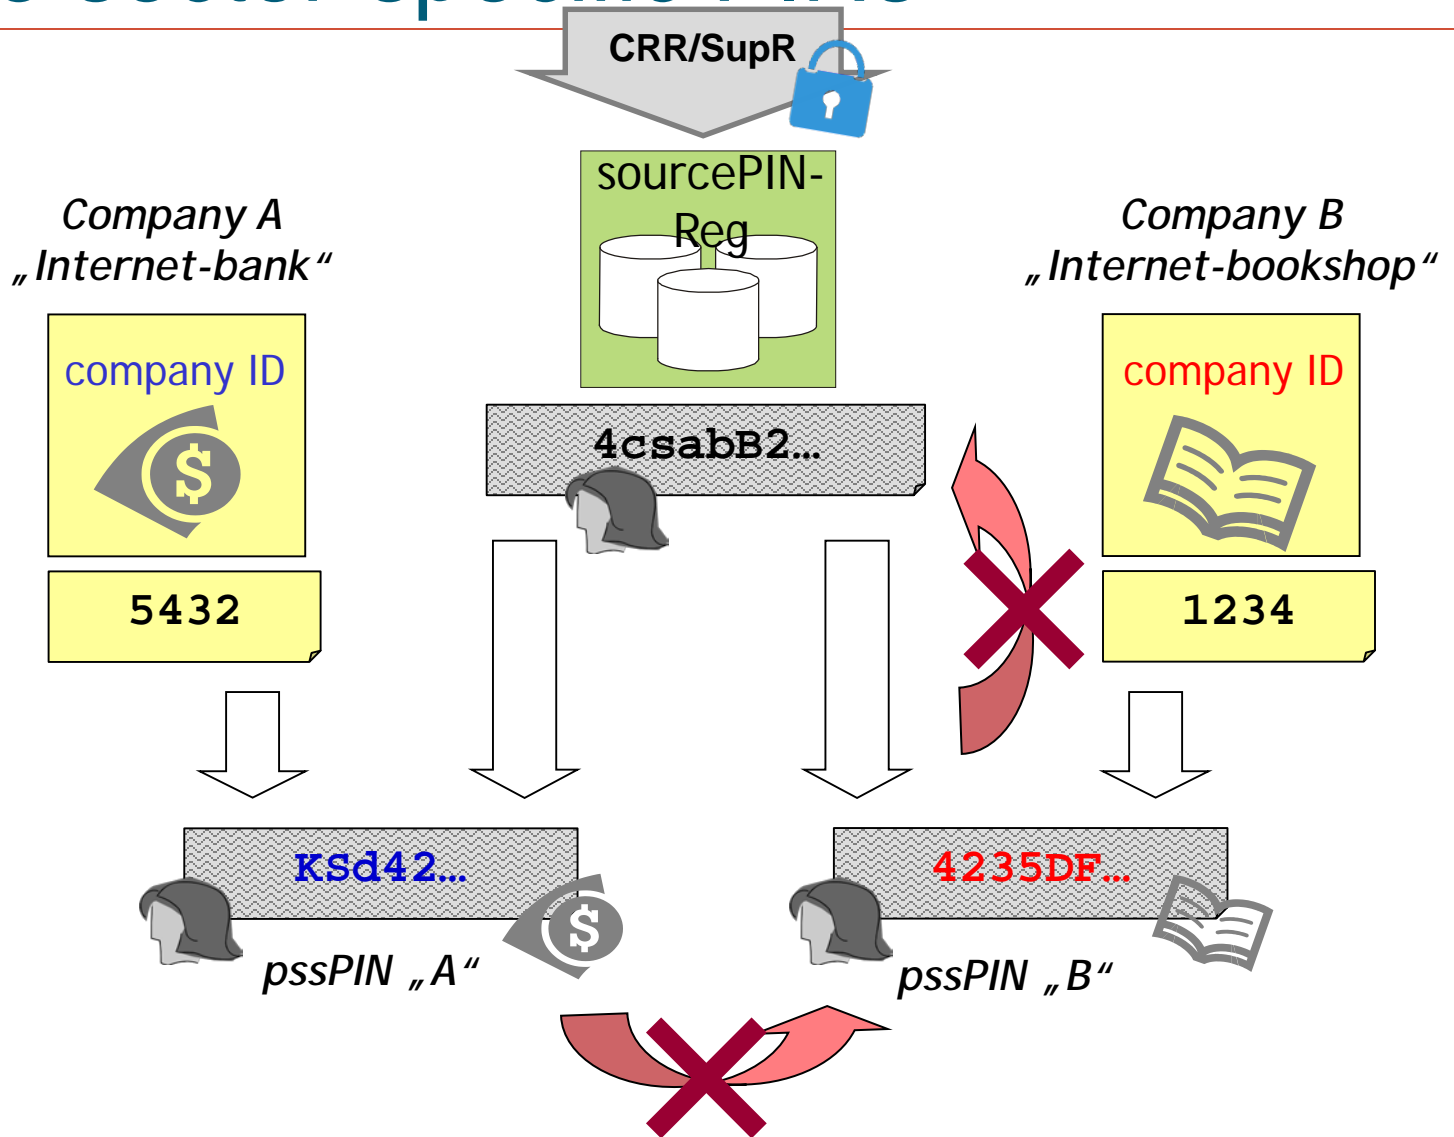 CRR/SupR
sourcePIN-
Reg
Company A
„Internet-bank“
Company B
„Internet-bookshop“
company ID
company ID
$
4csabB2…
5432
1234
KSd42…
4235DF…
$
pssPIN „A“
pssPIN „B“